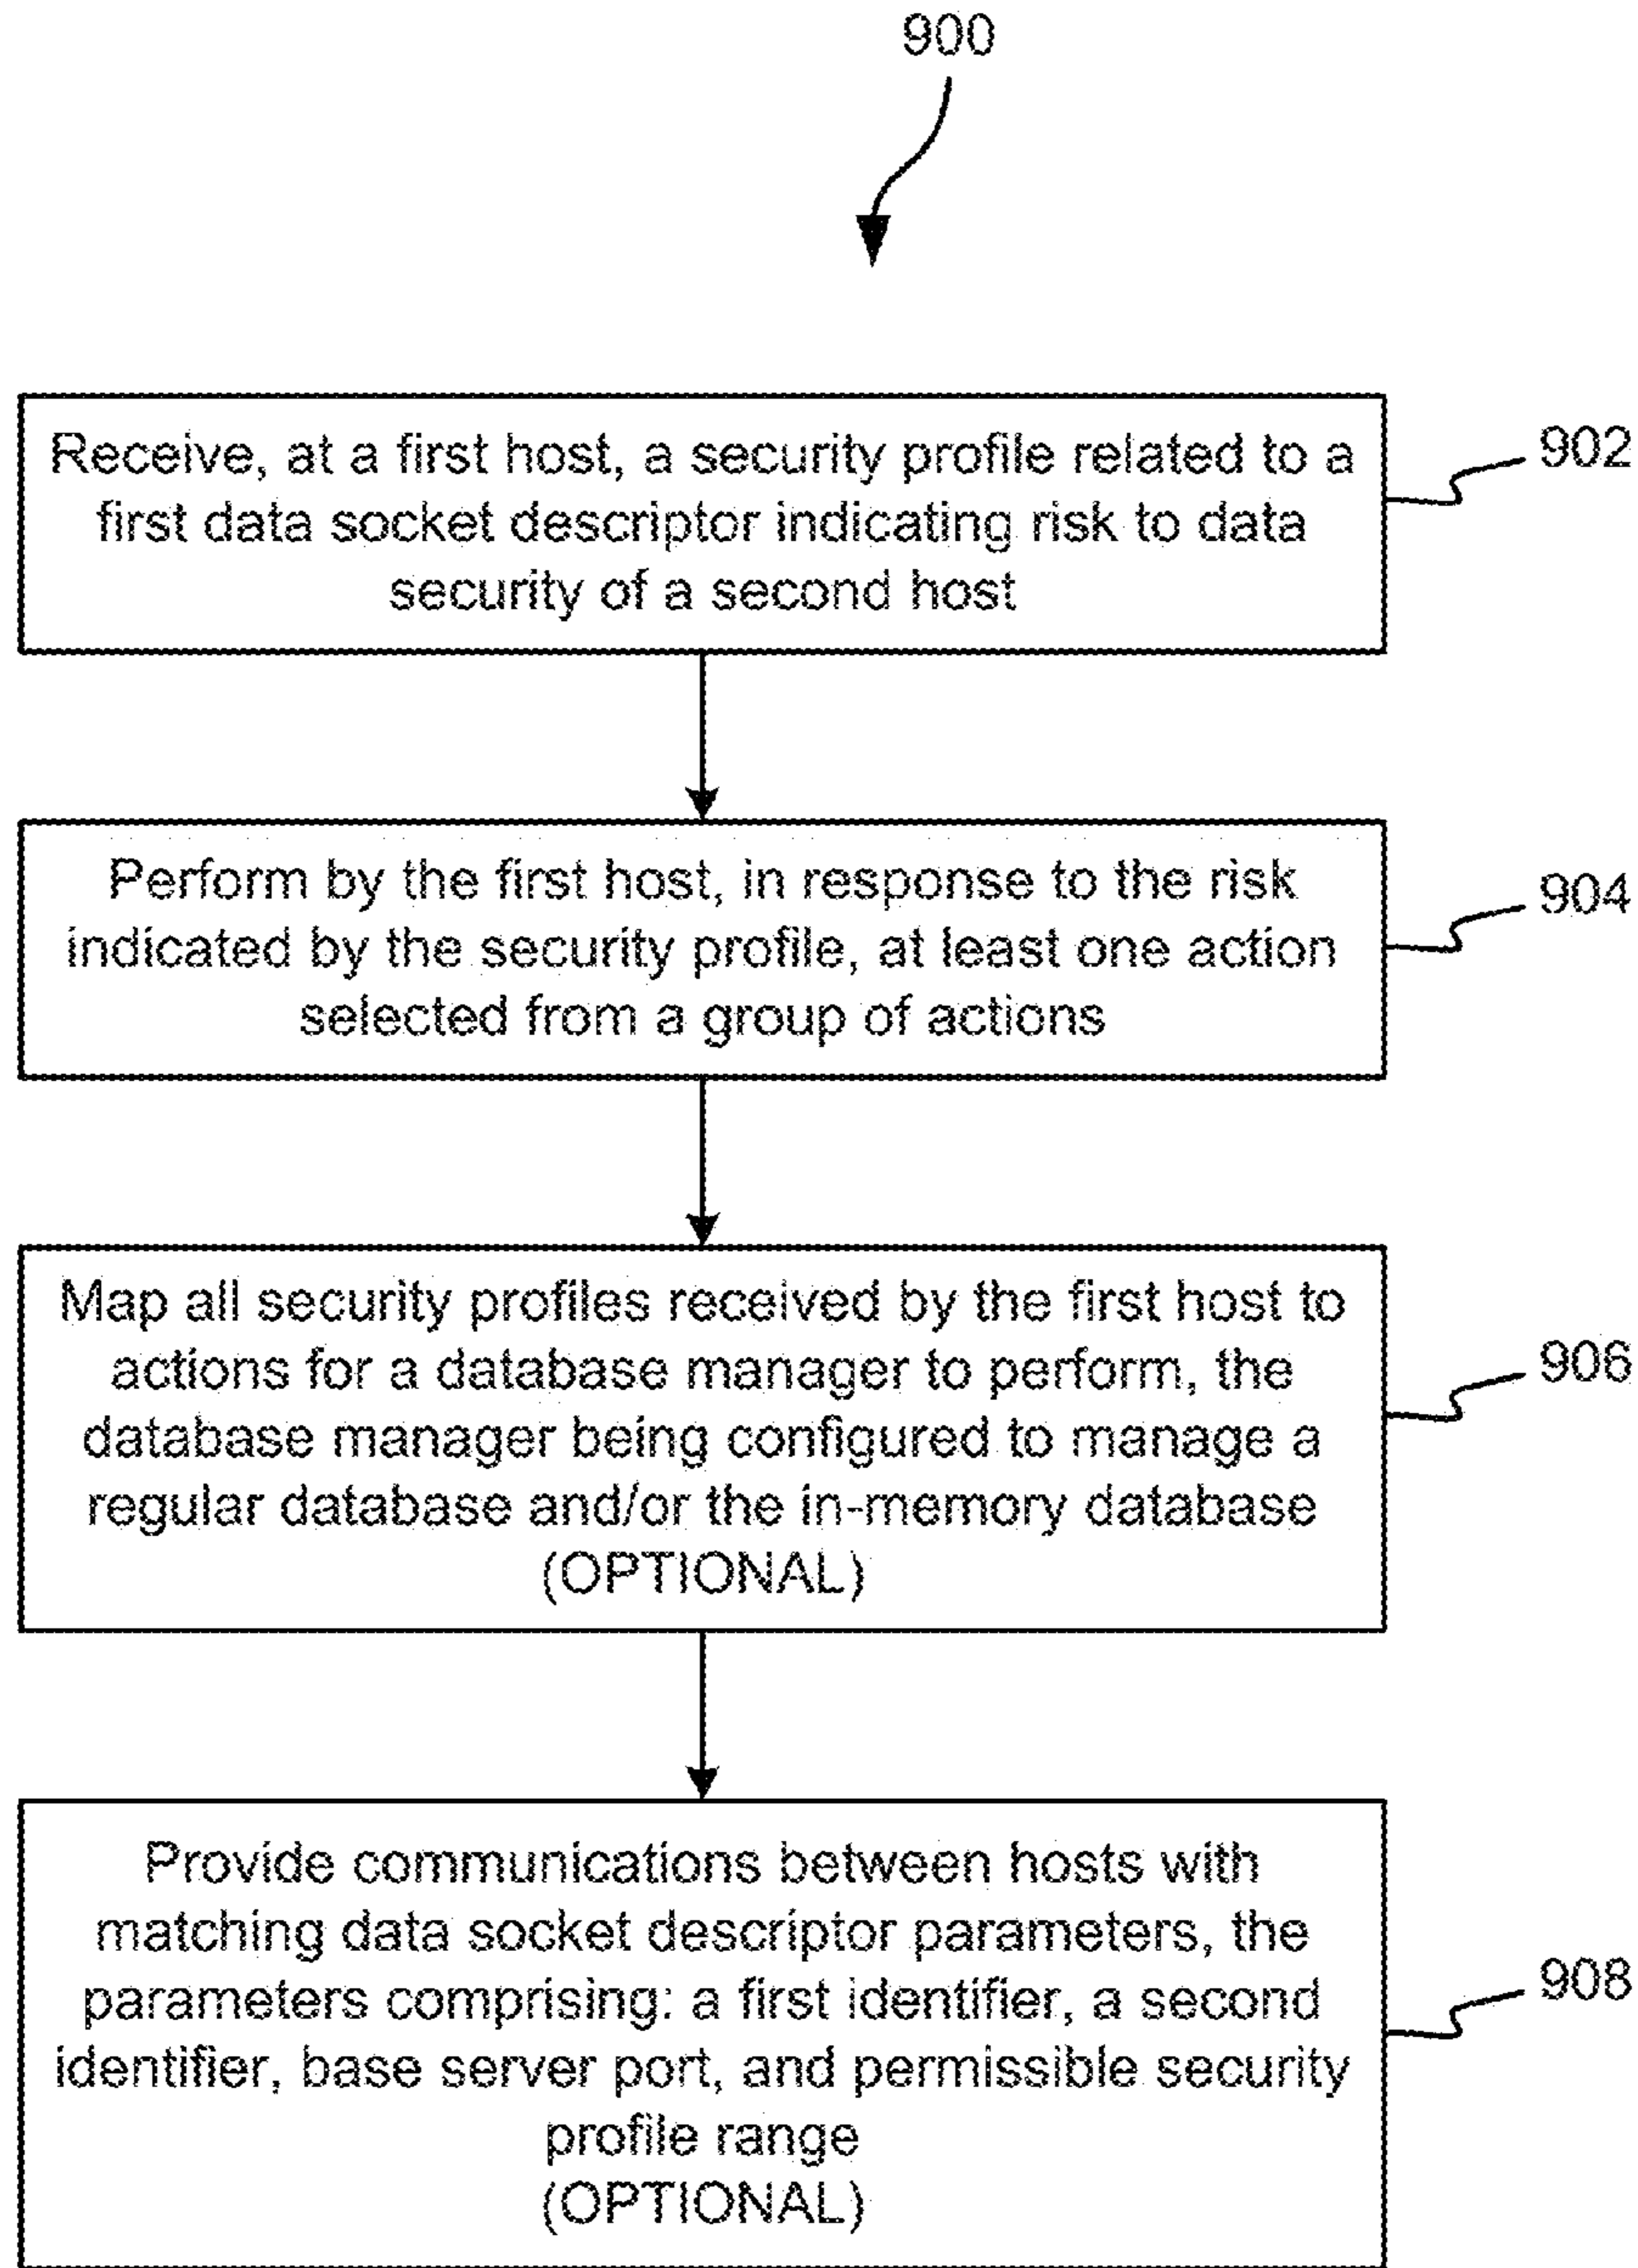 900
Receive, at a first host, a security profile related to a
first data socket descriptor indicating risk to data
security of a second host
902
Perform by the first host, in response to the risk
indicated by the security profile, at least one action
selected from a group of actions
904
Map all security profiles received by the first host to
actions for a database manager to perform, the
database manager being configured to manage a
regular database and/or the in-memory database
(OPTIONAL)
906
Provide communications between hosts with
matching data socket descriptor parameters, the
parameters comprising: a first identifier, a second
identifier, base server port, and permissible security
profile range
(OPTIONAL)
908